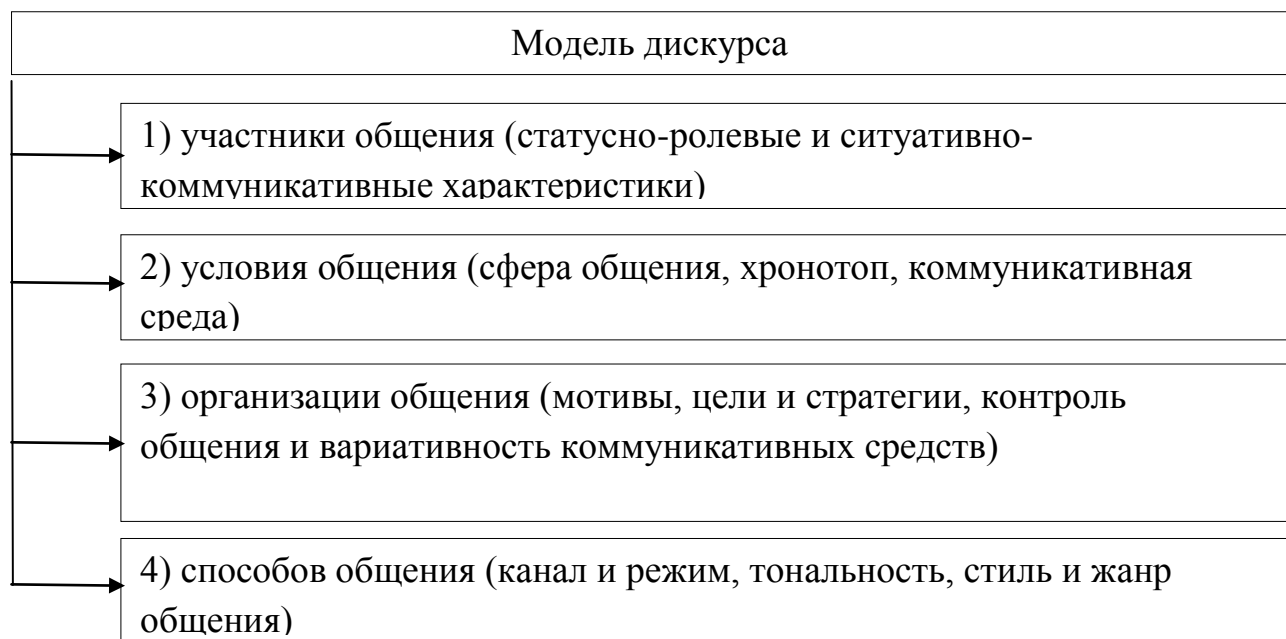 Модель дискурса
1) участники общения (статусно-ролевые и ситуативно-
коммуникативные характеристики)
2) условия общения (сфера общения, хронотоп, коммуникативная
среда)
3) организации общения (мотивы, цели и стратегии, контроль
общения и вариативность коммуникативных средств)
4) способов общения (канал и режим, тональность, стиль и жанр
общения)